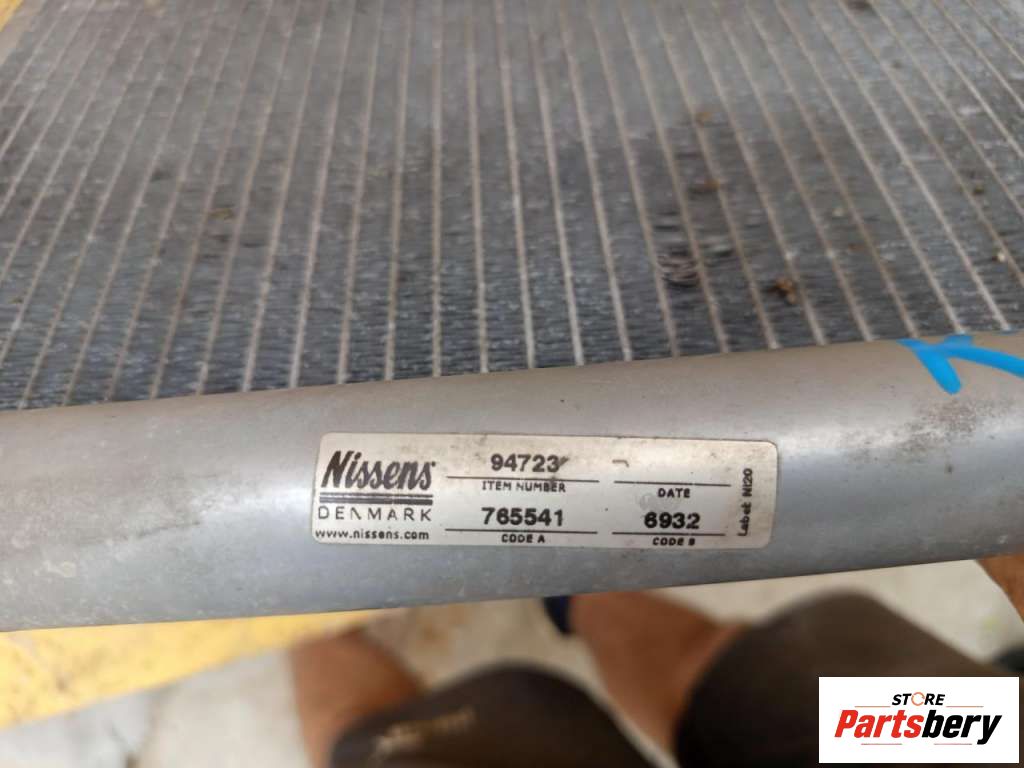 Nissens
DENMARK
www.nissens.com
94723
ITEM NUMBER
DATE
765541
6932
CODE A
CODE B
Label: NI20
STORE
Partsbery